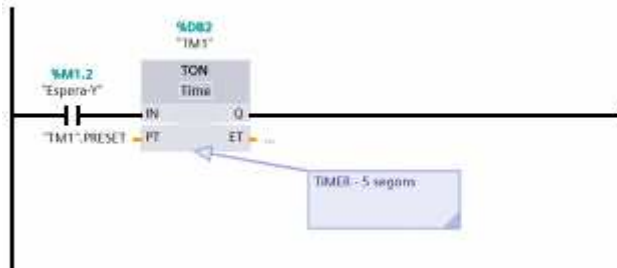 %DB2
"TM1"
%M1.2
"Espera-Y"
TON
Time
IN
Q
"TM1".PRESET
PT
ET
...
TIMER - 5 segons